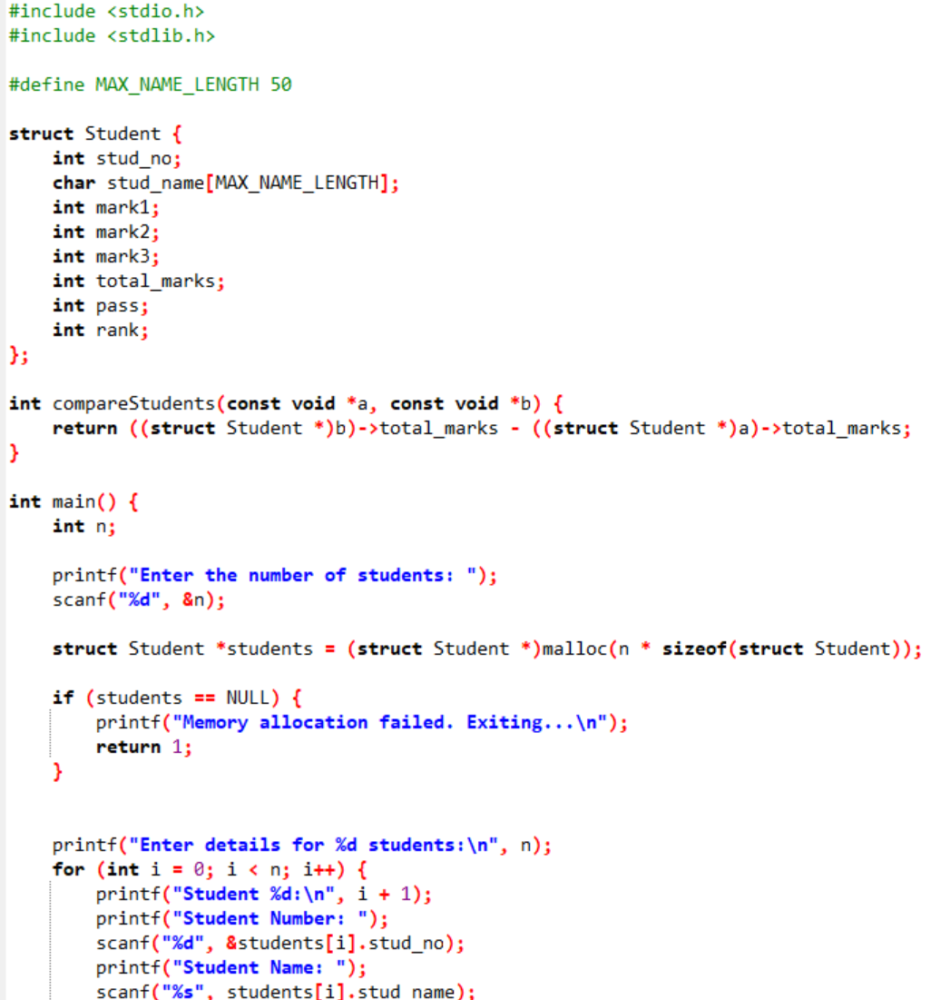 #include <stdio.h>
#include <stdlib.h>

#define MAX_NAME_LENGTH 50

struct Student {
    int stud_no;
    char stud_name[MAX_NAME_LENGTH];
    int mark1;
    int mark2;
    int mark3;
    int total_marks;
    int pass;
    int rank;
};

int compareStudents(const void *a, const void *b) {
    return ((struct Student *)b)->total_marks - ((struct Student *)a)->total_marks;
}

int main() {
    int n;

    printf("Enter the number of students: ");
    scanf("%d", &n);

    struct Student *students = (struct Student *)malloc(n * sizeof(struct Student));

    if (students == NULL) {
        printf("Memory allocation failed. Exiting...\n");
        return 1;
    }

    printf("Enter details for %d students:\n", n);
    for (int i = 0; i < n; i++) {
        printf("Student %d:\n", i + 1);
        printf("Student Number: ");
        scanf("%d", &students[i].stud_no);
        printf("Student Name: ");
        scanf("%s", students[i].stud_name);